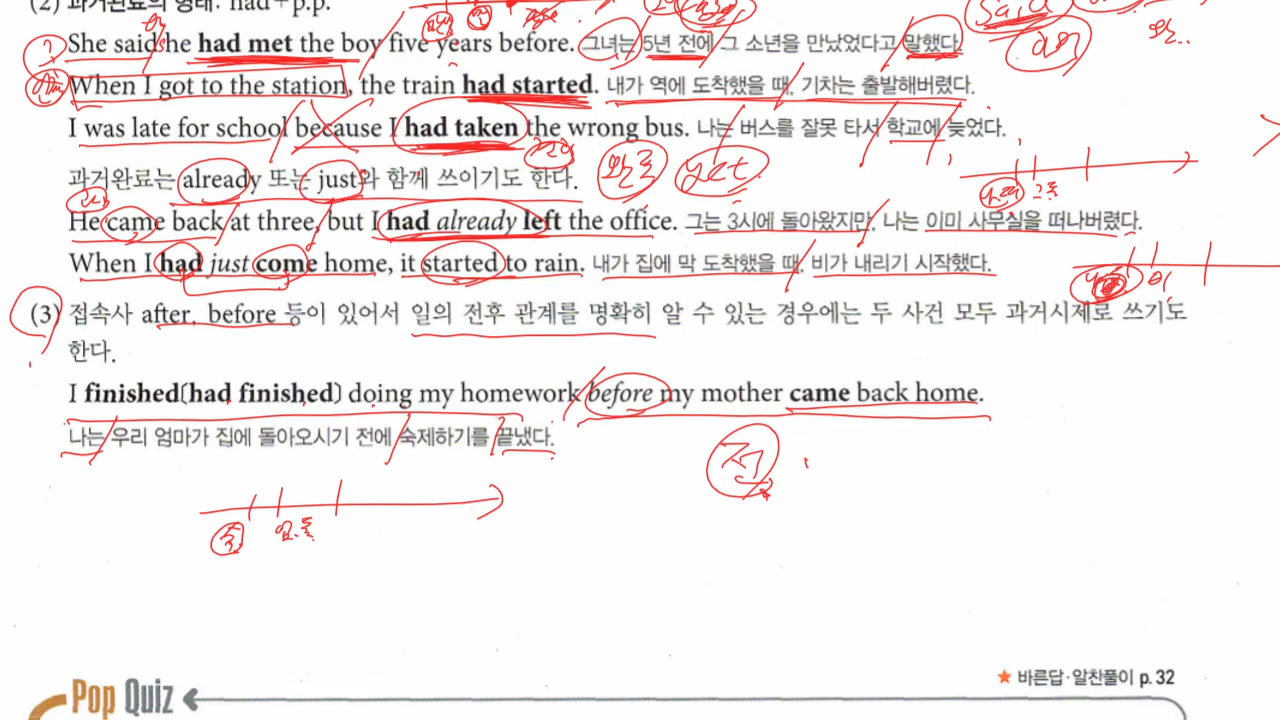 (2) 과거완료의 형태: had+p.p.
She said she had met the boy five years before. 그녀는 5년 전에 그 소년을 만났었다고 말했다.
When I got to the station, the train had started. 내가 역에 도착했을 때, 기차는 출발해버렸다.
I was late for school because I had taken the wrong bus. 나는 버스를 잘못 타서 학교에 늦었다.
과거완료는 already 또는 just와 함께 쓰이기도 한다. 완료 yet
He came back at three, but I had already left the office. 그는 3시에 돌아왔지만, 나는 이미 사무실을 떠나버렸다.
When I had just come home, it started to rain. 내가 집에 막 도착했을 때, 비가 내리기 시작했다.
(3) 접속사 after, before 등이 있어서 일의 전후 관계를 명확히 알 수 있는 경우에는 두 사건 모두 과거시제로 쓰기도
한다.
I finished(had finished) doing my homework before my mother came back home.
나는 우리 엄마가 집에 돌아오시기 전에 숙제하기를 끝냈다.
전
★ 바른답·알찬풀이 p. 32
Pop Quiz